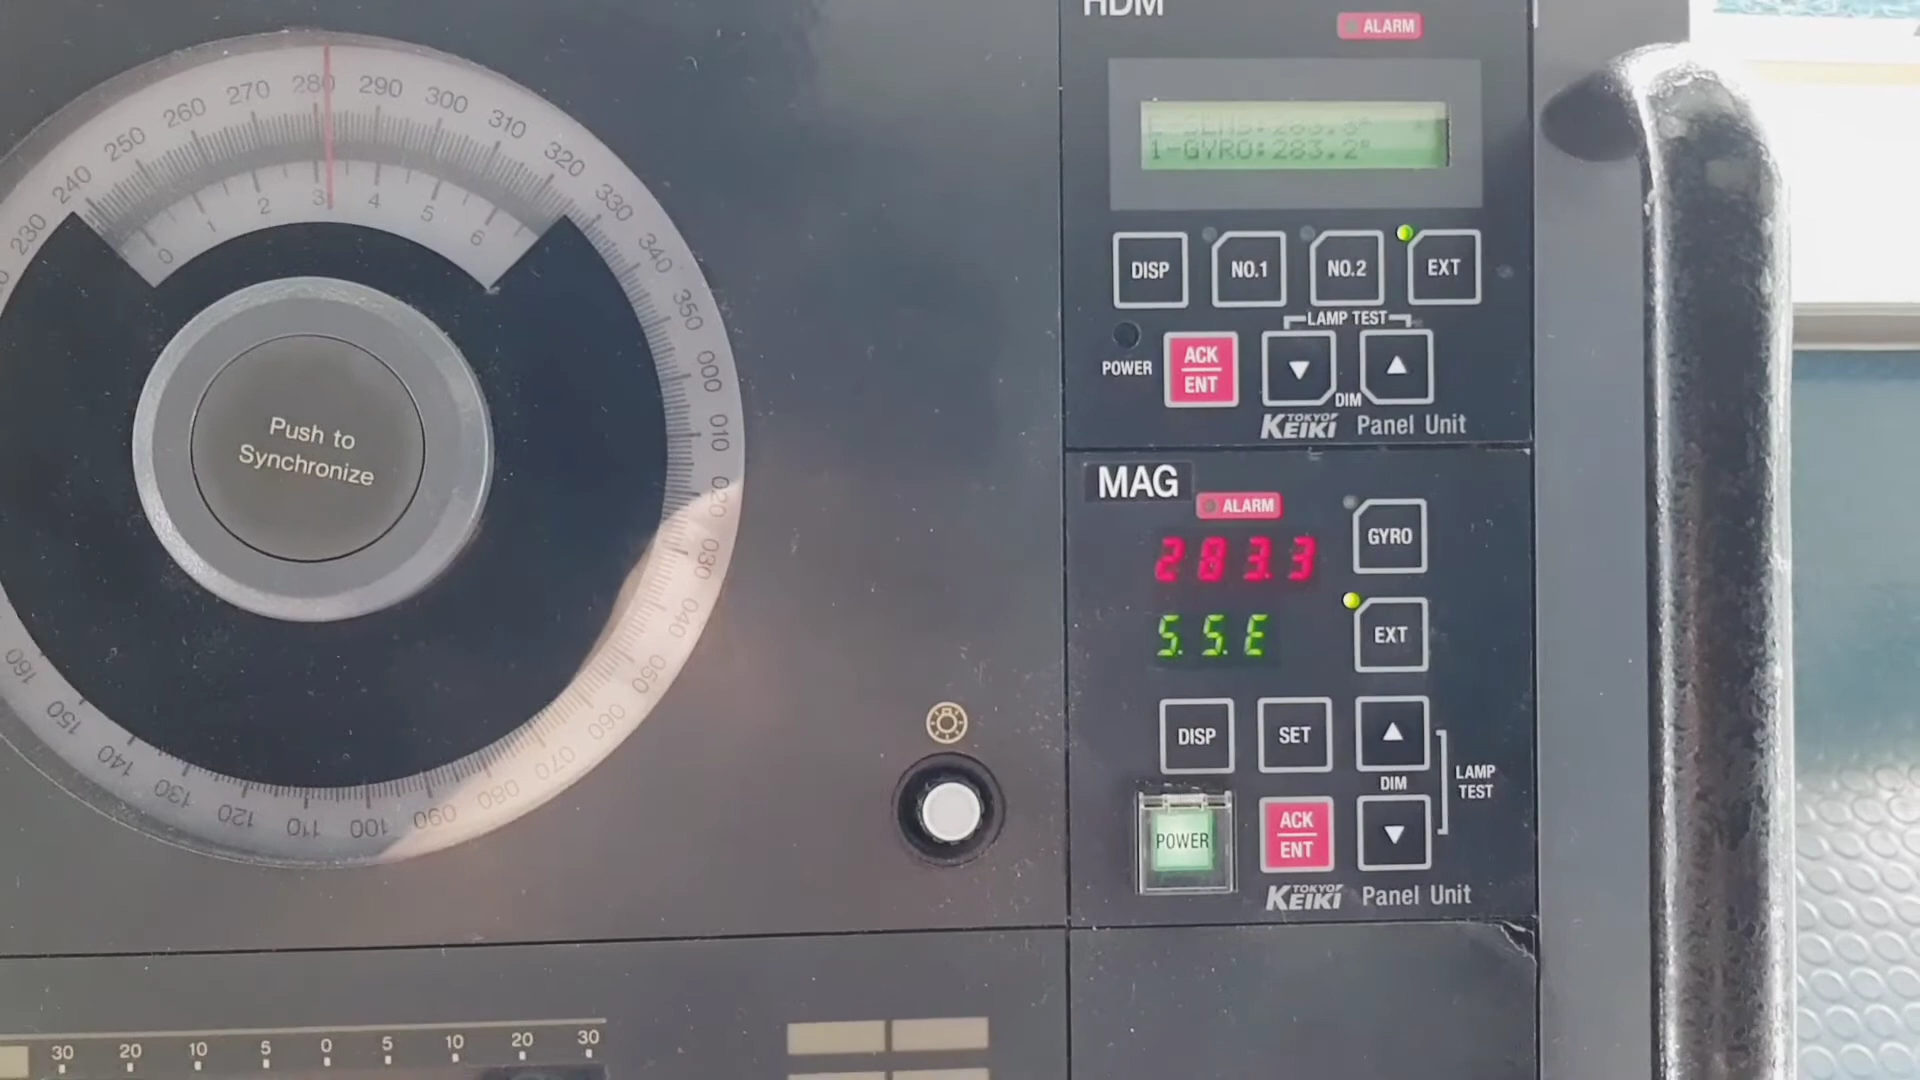 230
240
250
260
270
280
290
300
310
320
330
340
350
000
010
020
030
040
050
060
070
080
090
100
110
120
130
140
150
160
0
1
2
3
4
5
6
Push to
Synchronize
30
20
10
5
0
5
10
20
30
HDM
ALARM
1-GYRO:283.2°
DISP
NO.1
NO.2
EXT
LAMP TEST
POWER
ACK
ENT
▼
▲
DIM
TOKYO
KEIKI
Panel Unit
MAG
ALARM
283.3
S.S.E
GYRO
EXT
DISP
SET
▲
DIM
LAMP
TEST
POWER
ACK
ENT
▼
TOKYO
KEIKI
Panel Unit